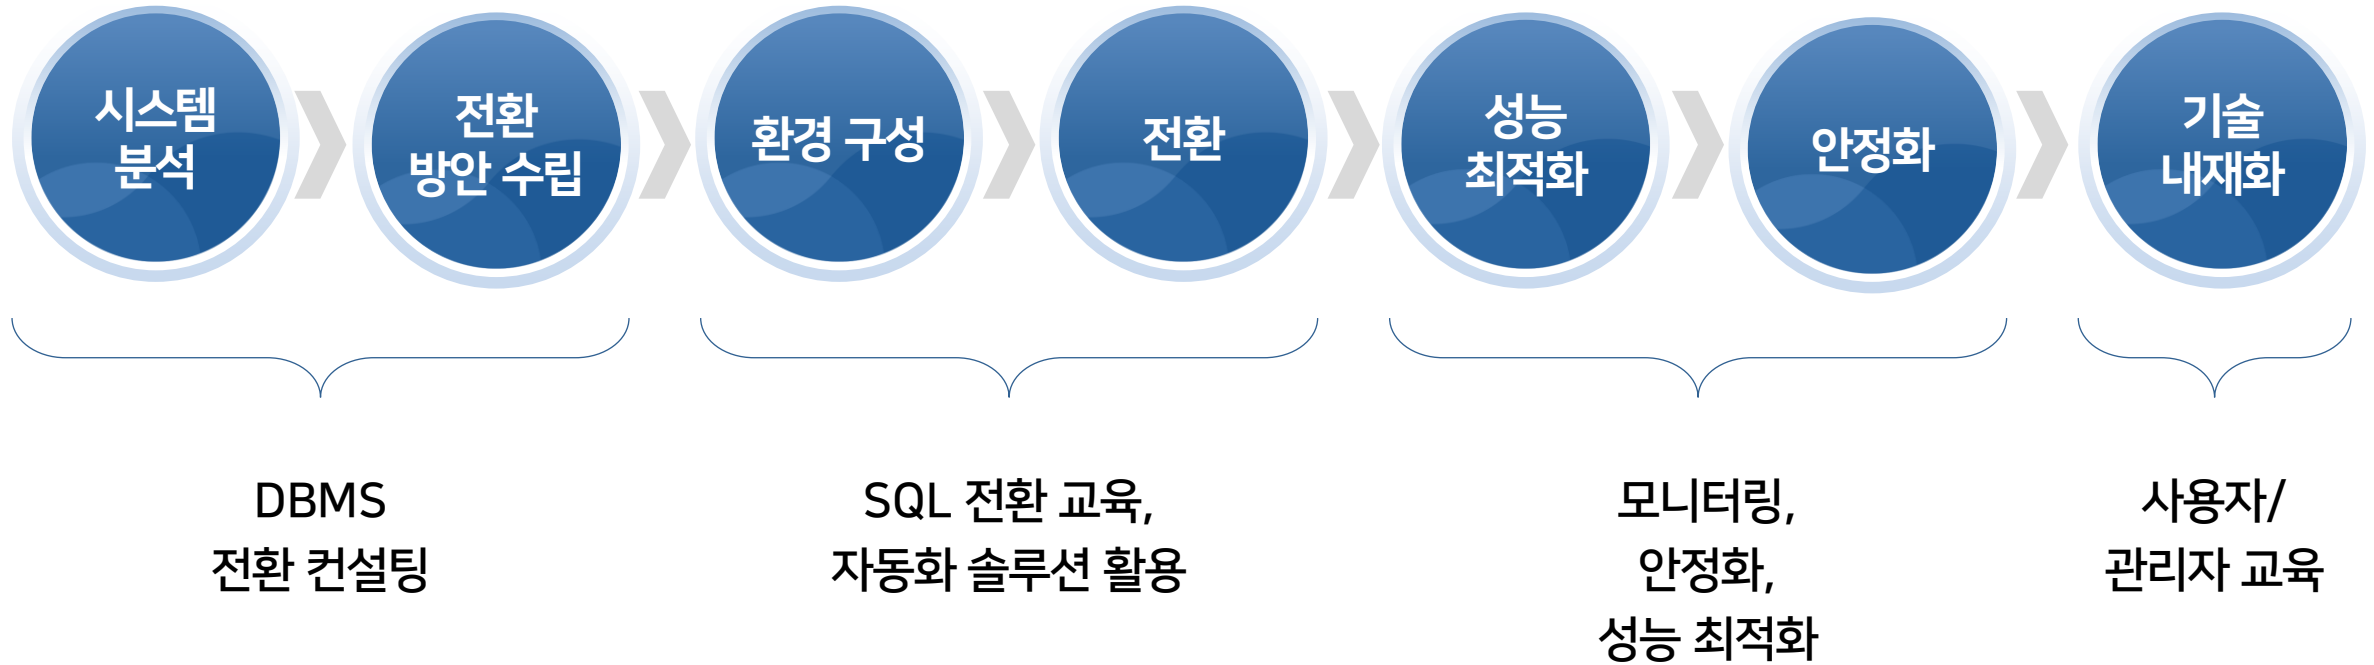 시스템
분석
전환
방안 수립
환경 구성
전환
성능
최적화
안정화
기술
내재화
DBMS
전환 컨설팅
SQL 전환 교육,
자동화 솔루션 활용
모니터링,
안정화,
성능 최적화
사용자/
관리자 교육